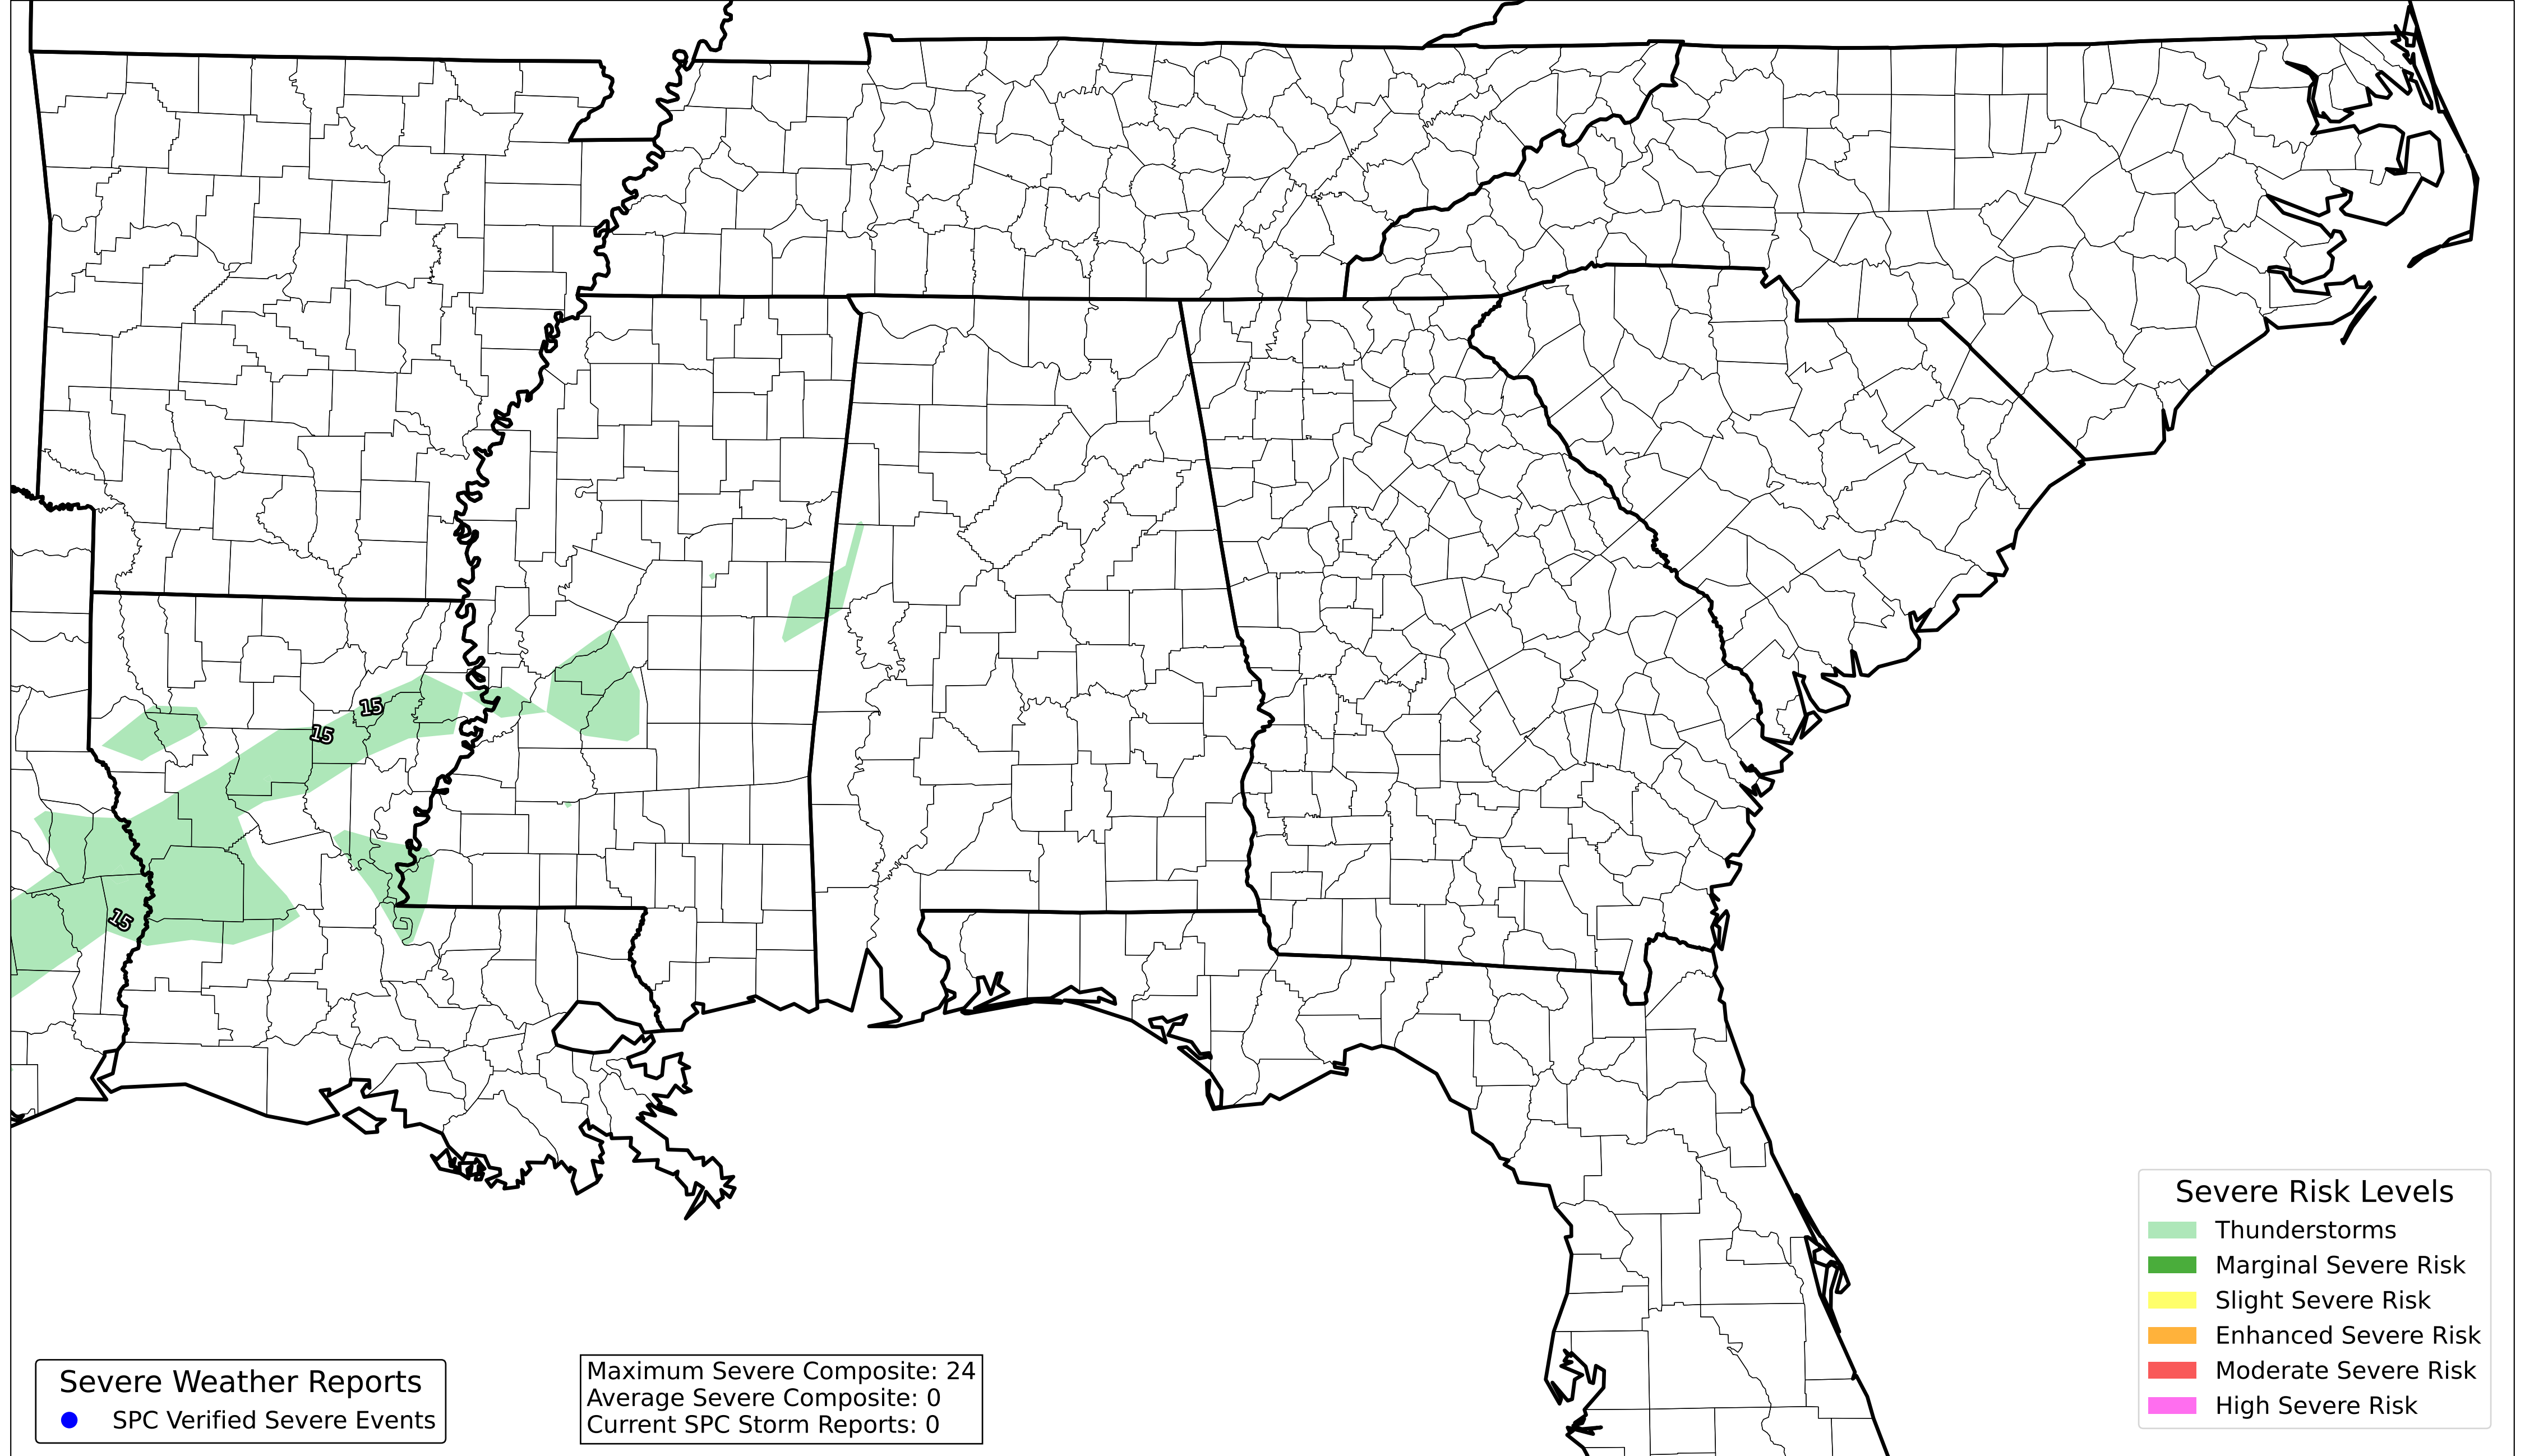 15
15
15
Severe Risk Levels
Thunderstorms
Marginal Severe Risk
Slight Severe Risk
Enhanced Severe Risk
Moderate Severe Risk
High Severe Risk
Severe Weather Reports
SPC Verified Severe Events
Maximum Severe Composite: 24
Average Severe Composite: 0
Current SPC Storm Reports: 0